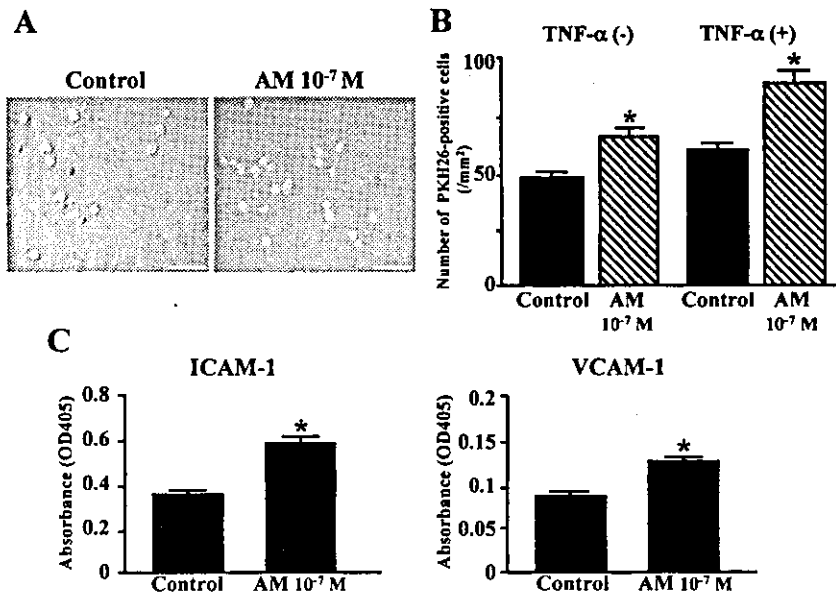 A
Control
AM 10⁻⁷ M
B
TNF-α (-)
TNF-α (+)
Number of PKH26-positive cells
(/mm²)
100
50
0
*
*
Control
AM
10⁻⁷ M
Control
AM
10⁻⁷ M
C
ICAM-1
Absorbance (OD405)
0.8
0.6
0.4
0.2
0
*
Control
AM 10⁻⁷ M
VCAM-1
Absorbance (OD405)
0.2
0.15
0.1
0.05
0
*
Control
AM 10⁻⁷ M